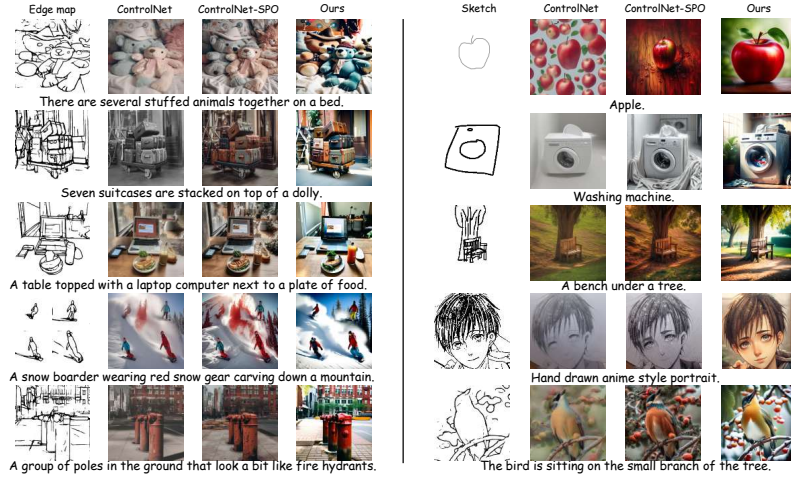 Edge map ControlNet ControlNet-SPO Ours
There are several stuffed animals together on a bed.
Seven suitcases are stacked on top of a dolly.
A table topped with a laptop computer next to a plate of food.
A snow boarder wearing red snow gear carving down a mountain.
A group of poles in the ground that look a bit like fire hydrants.
Sketch ControlNet ControlNet-SPO Ours
Apple.
Washing machine.
A bench under a tree.
Hand drawn anime style portrait.
The bird is sitting on the small branch of the tree.